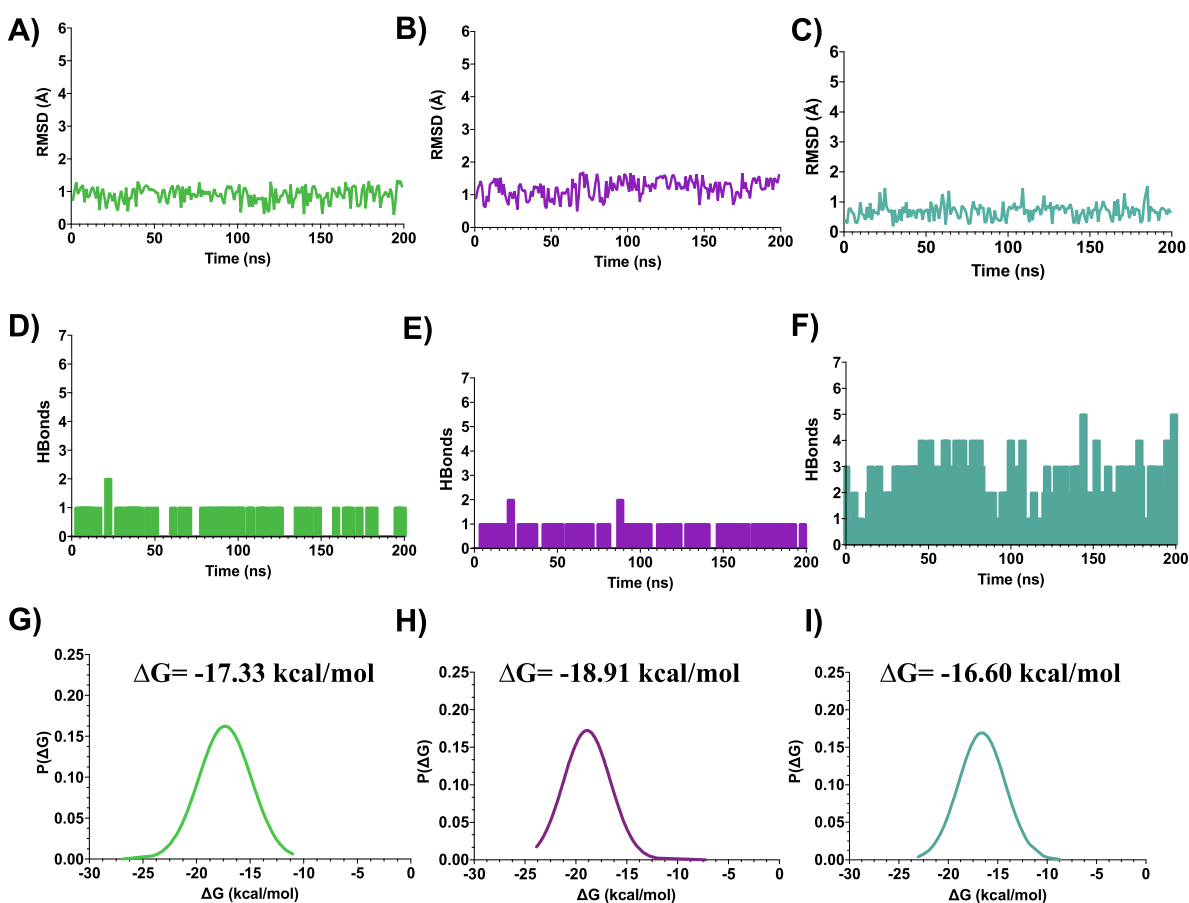 A)
6
5
4
3
2
1
0
RMSD (Å)
0 50 100 150 200
Time (ns)
B)
6
5
4
3
2
1
0
RMSD (Å)
0 50 100 150 200
Time (ns)
C)
6
5
4
3
2
1
0
RMSD (Å)
0 50 100 150 200
Time (ns)
D)
7
6
5
4
3
2
1
0
HBonds
0 50 100 150 200
Time (ns)
E)
7
6
5
4
3
2
1
0
HBonds
0 50 100 150 200
Time (ns)
F)
7
6
5
4
3
2
1
0
HBonds
0 50 100 150 200
Time (ns)
G)
ΔG= -17.33 kcal/mol
0.25
0.20
0.15
0.10
0.05
0.00
P(ΔG)
-30 -25 -20 -15 -10 -5 0
ΔG (kcal/mol)
H)
ΔG= -18.91 kcal/mol
0.25
0.20
0.15
0.10
0.05
0.00
P(ΔG)
-30 -25 -20 -15 -10 -5 0
ΔG (kcal/mol)
I)
ΔG= -16.60 kcal/mol
0.25
0.20
0.15
0.10
0.05
0.00
P(ΔG)
-30 -25 -20 -15 -10 -5 0
ΔG (kcal/mol)